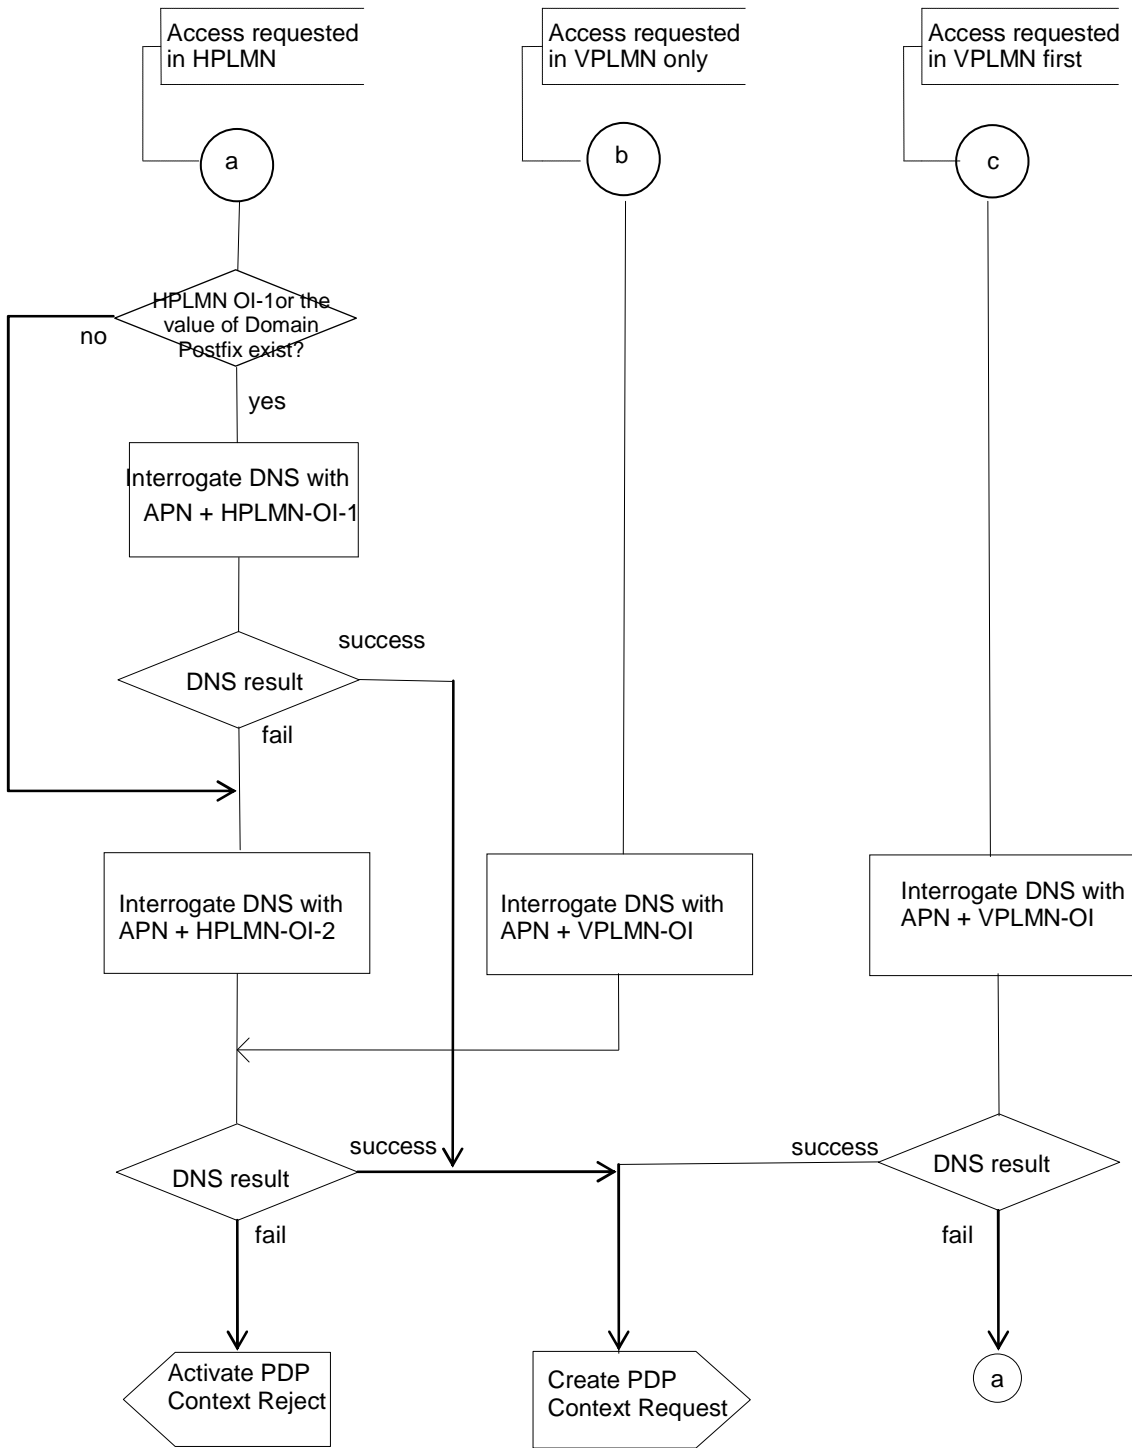 Access requested
in HPLMN
Access requested
in VPLMN only
Access requested
in VPLMN first
a
b
c
HPLMN OI-1or the
value of Domain
Postfix exist?
no
yes
Interrogate DNS with
APN + HPLMN-OI-1
success
DNS result
fail
Interrogate DNS with
APN + HPLMN-OI-2
Interrogate DNS with
APN + VPLMN-OI
Interrogate DNS with
APN + VPLMN-OI
success
DNS result
fail
success
DNS result
fail
Activate PDP
Context Reject
Create PDP
Context Request
a